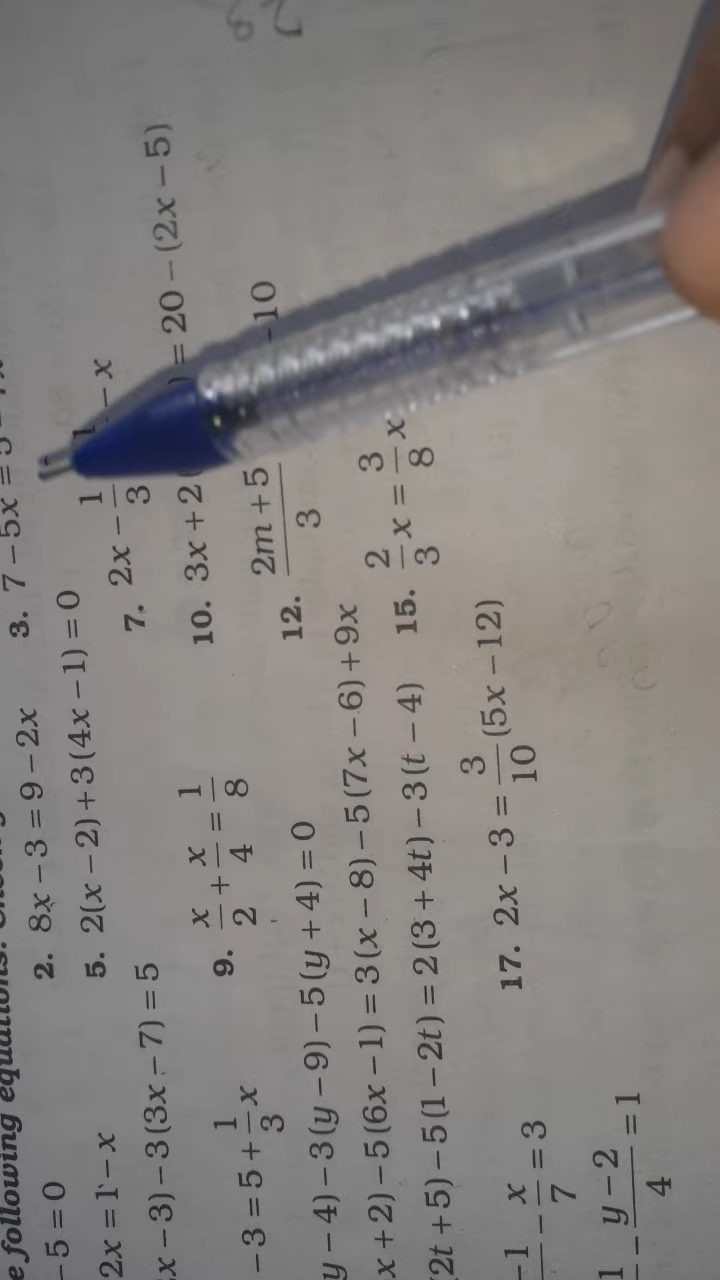 following equations.
− 5 = 0 2. 8x − 3 = 9 − 2x 3. 7 − 5x = 5
2x = 1 − x 5. 2(x − 2) + 3(4x − 1) = 0
x − 3) − 3(3x − 7) = 5 7. 2x − 1/3 = − x
− 3 = 5 + 1/3 x 9. x/2 + x/4 = 1/8 10. 3x + 2( ) = 20 − (2x − 5)
y − 4) − 3(y − 9) − 5(y + 4) = 0 12. (2m + 5)/3 10
x + 2) − 5(6x − 1) = 3(x − 8) − 5(7x − 6) + 9x
(2t + 5) − 5(1 − 2t) = 2(3 + 4t) − 3(t − 4) 15. 2/3 x = 3/8 x
− x/7 = 3 17. 2x − 3 = 3/10 (5x − 12)
− (y − 2)/4 = 1